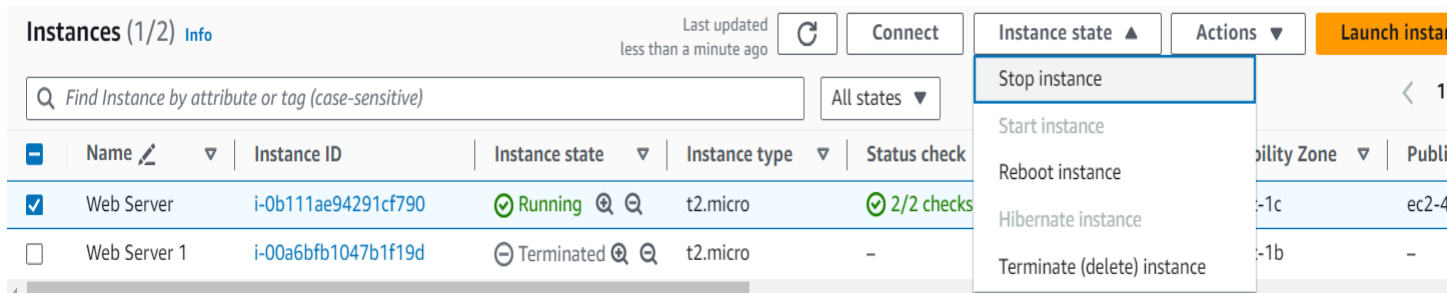 Instances (1/2) Info
Last updated
less than a minute ago
Connect
Instance state
Actions
Launch instan
Find Instance by attribute or tag (case-sensitive)
All states
1
Stop instance
Start instance
Reboot instance
Hibernate instance
Terminate (delete) instance
Name Instance ID Instance state Instance type Status check bility Zone Publi
Web Server i-0b111ae94291cf790 Running t2.micro 2/2 checks -1c ec2-4
Web Server 1 i-00a6bfb1047b1f19d Terminated t2.micro – -1b –